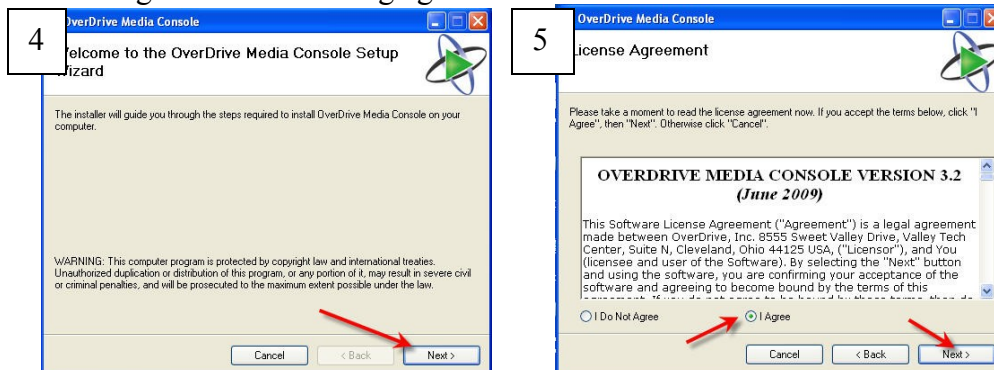 4
OverDrive Media Console
Welcome to the OverDrive Media Console Setup
Wizard
The installer will guide you through the steps required to install OverDrive Media Console on your
computer.
WARNING: This computer program is protected by copyright law and international treaties.
Unauthorized duplication or distribution of this program, or any portion of it, may result in severe civil
or criminal penalties, and will be prosecuted to the maximum extent possible under the law.
Cancel
< Back
Next >
5
OverDrive Media Console
License Agreement
Please take a moment to read the license agreement now. If you accept the terms below, click "I
Agree", then "Next". Otherwise click "Cancel".
OVERDRIVE MEDIA CONSOLE VERSION 3.2
(June 2009)
This Software License Agreement ("Agreement") is a legal agreement
made between OverDrive, Inc. 8555 Sweet Valley Drive, Valley Tech
Center, Suite N, Cleveland, Ohio 44125 USA, ("Licensor"), and You
(licensee and user of the Software). By selecting the "Next" button
and using the software, you are confirming your acceptance of the
software and agreeing to become bound by the terms of this
I Do Not Agree
I Agree
Cancel
< Back
Next >